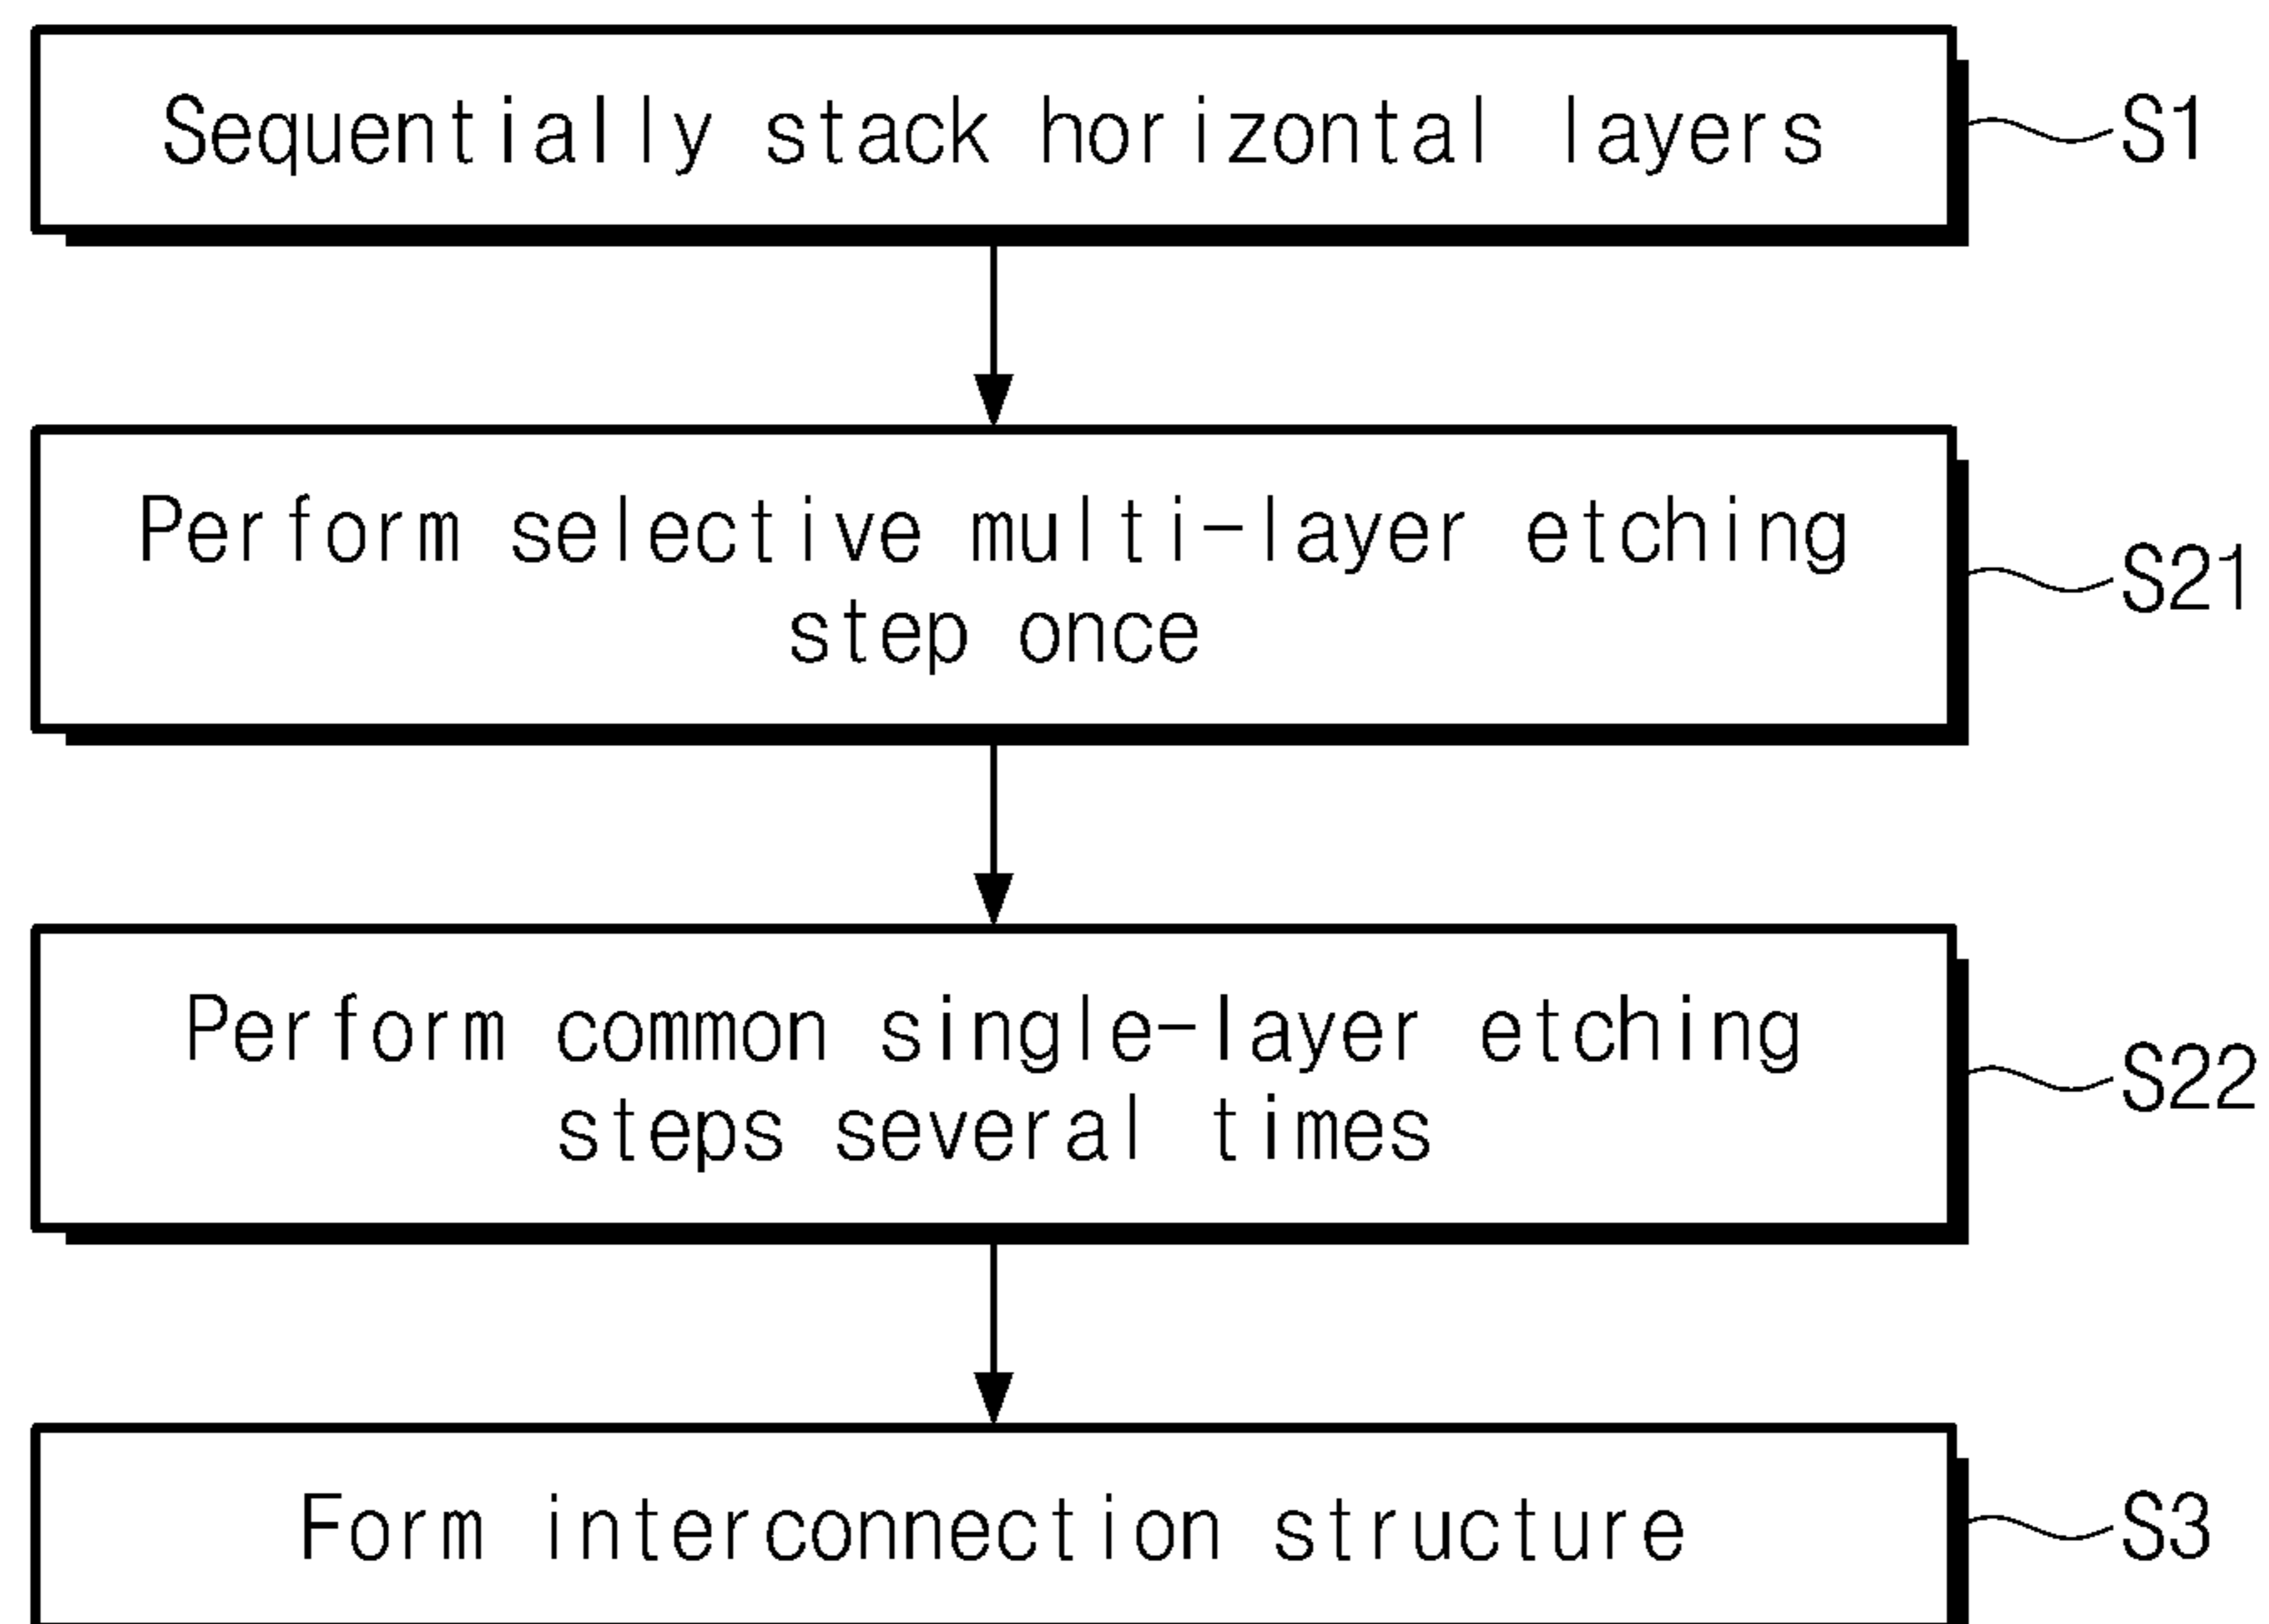 Sequentially stack horizontal layers
S1
Perform selective multi-layer etching
step once
S21
Perform common single-layer etching
steps several times
S22
Form interconnection structure
S3